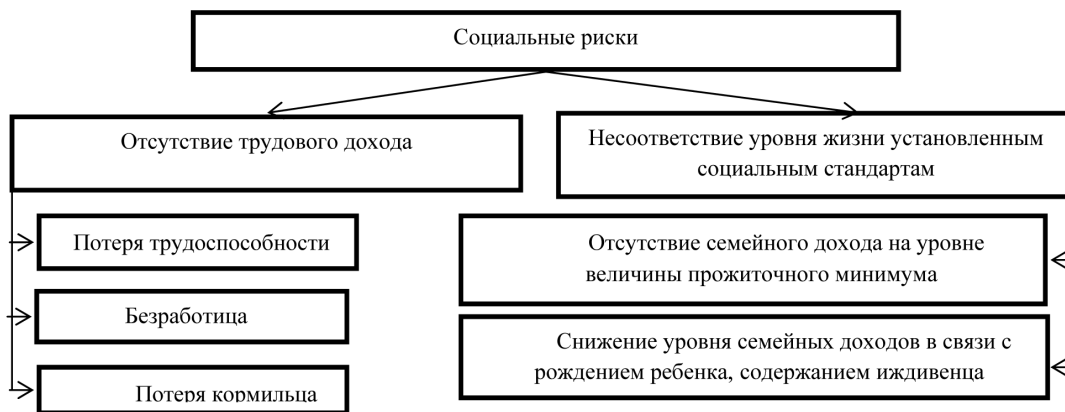 Социальные риски
Отсутствие трудового дохода
Несоответствие уровня жизни установленным
социальным стандартам
Потеря трудоспособности
Безработица
Потеря кормильца
Отсутствие семейного дохода на уровне
величины прожиточного минимума
Снижение уровня семейных доходов в связи с
рождением ребенка, содержанием иждивенца